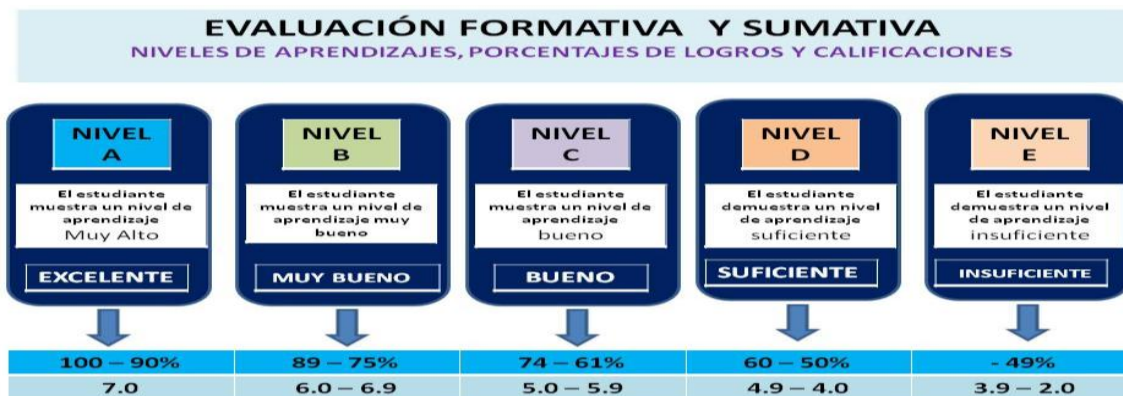 EVALUACIÓN FORMATIVA Y SUMATIVA
NIVELES DE APRENDIZAJES, PORCENTAJES DE LOGROS Y CALIFICACIONES
NIVEL
A
El estudiante
muestra un nivel de
aprendizaje
Muy Alto
EXCELENTE
NIVEL
B
El estudiante
muestra un nivel de
aprendizaje muy
bueno
MUY BUENO
NIVEL
C
El estudiante
muestra un nivel de
aprendizaje
bueno
BUENO
NIVEL
D
El estudiante
demuestra un nivel
de aprendizaje
suficiente
SUFICIENTE
NIVEL
E
El estudiante
demuestra un nivel
de aprendizaje
insuficiente
INSUFICIENTE
100 – 90% 89 – 75% 74 – 61% 60 – 50% - 49%
7.0 6.0 – 6.9 5.0 – 5.9 4.9 – 4.0 3.9 – 2.0